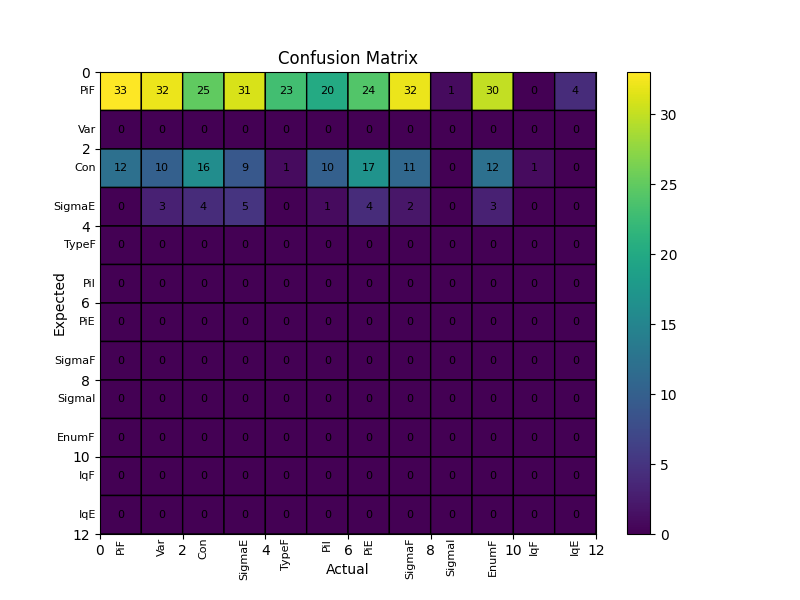 Confusion Matrix
0
PiF 33 32 25 31 23 20 24 32 1 30 0 4
Var 0 0 0 0 0 0 0 0 0 0 0 0
2
Con 12 10 16 9 1 10 17 11 0 12 1 0
SigmaE 0 3 4 5 0 1 4 2 0 3 0 0
4
TypeF 0 0 0 0 0 0 0 0 0 0 0 0
PiI 0 0 0 0 0 0 0 0 0 0 0 0
6
PiE 0 0 0 0 0 0 0 0 0 0 0 0
SigmaF 0 0 0 0 0 0 0 0 0 0 0 0
8
SigmaI 0 0 0 0 0 0 0 0 0 0 0 0
EnumF 0 0 0 0 0 0 0 0 0 0 0 0
10
IqF 0 0 0 0 0 0 0 0 0 0 0 0
IqE 0 0 0 0 0 0 0 0 0 0 0 0
12
Expected
0 2 4 6 8 10 12
PiF Var Con SigmaE TypeF PiI PiE SigmaF SigmaI EnumF IqF IqE
Actual
30
25
20
15
10
5
0